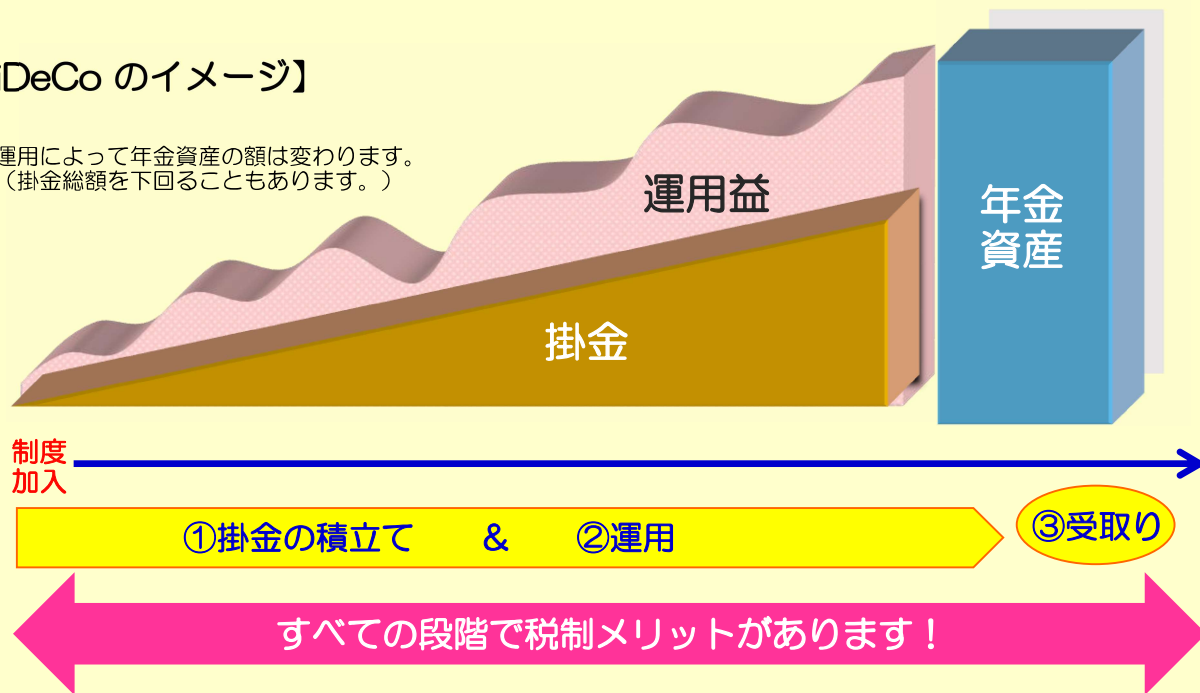 iDeCo のイメージ】
運用によって年金資産の額は変わります。
（掛金総額を下回ることもあります。）
運用益
年金
資産
掛金
制度
加入
①掛金の積立て ＆ ②運用
③受取り
すべての段階で税制メリットがあります！